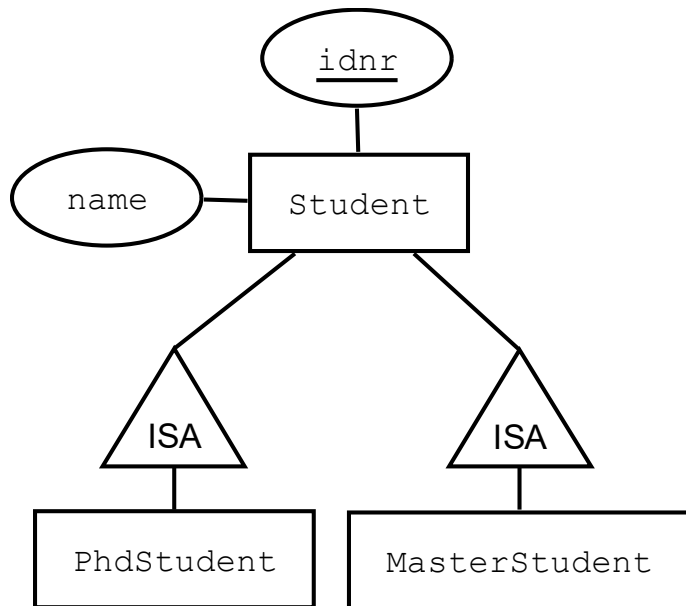 idnr
name
Student
ISA
ISA
PhdStudent
MasterStudent